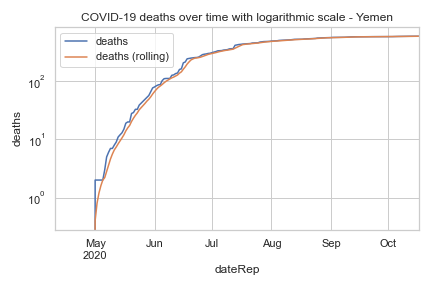 COVID-19 deaths over time with logarithmic scale - Yemen
deaths
deaths (rolling)
10²
10¹
10⁰
deaths
May Jun Jul Aug Sep Oct
2020
dateRep